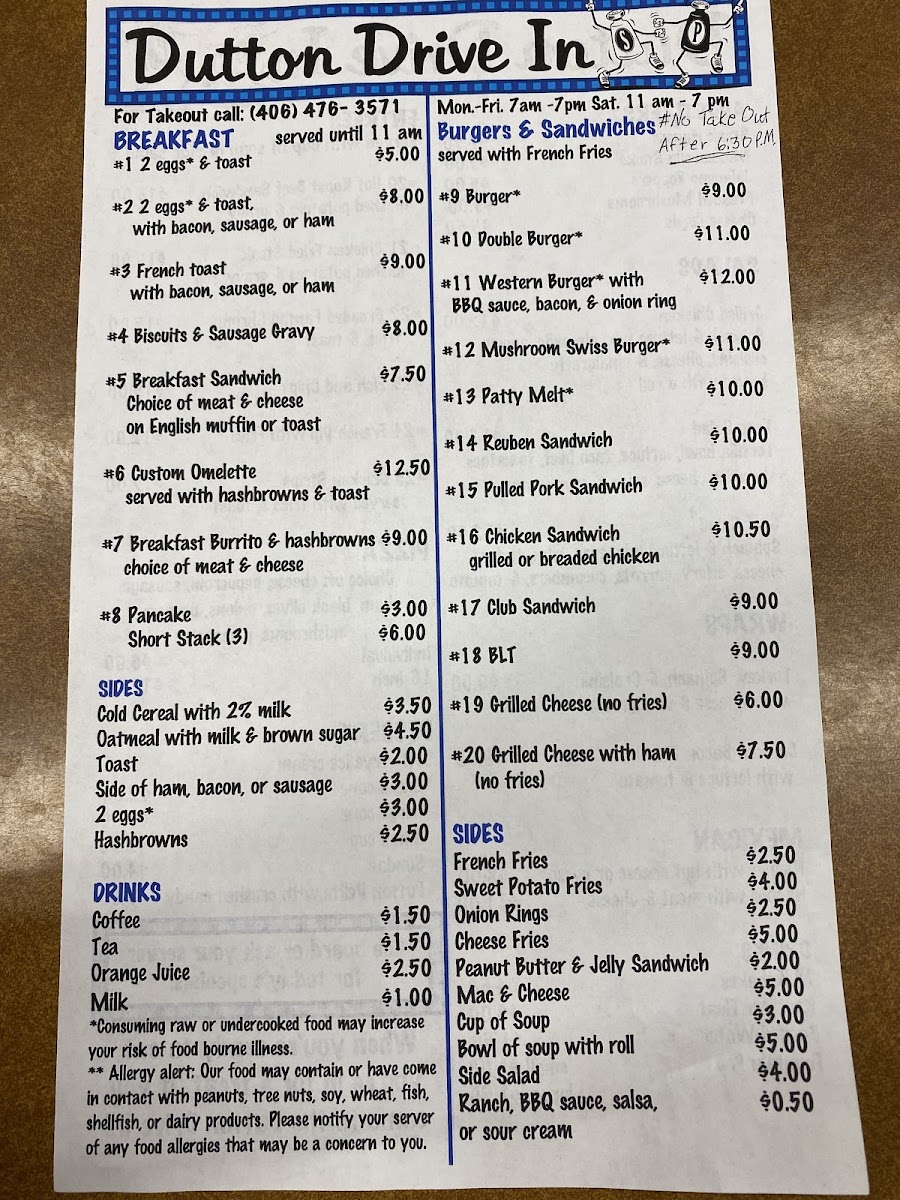 Dutton Drive In
S P
For Takeout call: (406) 476-3571
BREAKFAST served until 11 am
#1 2 eggs* & toast $5.00
#2 2 eggs* & toast, $8.00
with bacon, sausage, or ham
#3 French toast $9.00
with bacon, sausage, or ham
#4 Biscuits & Sausage Gravy $8.00
#5 Breakfast Sandwich $7.50
Choice of meat & cheese
on English muffin or toast
#6 Custom Omelette $12.50
served with hashbrowns & toast
#7 Breakfast Burrito & hashbrowns $9.00
choice of meat & cheese
#8 Pancake $3.00
Short Stack (3) $6.00
SIDES
Cold Cereal with 2% milk $3.50
Oatmeal with milk & brown sugar $4.50
Toast $2.00
Side of ham, bacon, or sausage $3.00
2 eggs* $3.00
Hashbrowns $2.50
DRINKS
Coffee $1.50
Tea $1.50
Orange Juice $2.50
Milk $1.00
*Consuming raw or undercooked food may increase
your risk of food bourne illness.
** Allergy alert: Our food may contain or have come
in contact with peanuts, tree nuts, soy, wheat, fish,
shellfish, or dairy products. Please notify your server
of any food allergies that may be a concern to you.
Mon.-Fri. 7am -7pm Sat. 11 am - 7 pm
Burgers & Sandwiches
served with French Fries
#No Take Out
After 6:30 P.M.
#9 Burger* $9.00
#10 Double Burger* $11.00
#11 Western Burger* with $12.00
BBQ sauce, bacon, & onion ring
#12 Mushroom Swiss Burger* $11.00
#13 Patty Melt* $10.00
#14 Reuben Sandwich $10.00
#15 Pulled Pork Sandwich $10.00
#16 Chicken Sandwich $10.50
grilled or breaded chicken
#17 Club Sandwich $9.00
#18 BLT $9.00
#19 Grilled Cheese (no fries) $6.00
#20 Grilled Cheese with ham $7.50
(no fries)
SIDES
French Fries $2.50
Sweet Potato Fries $4.00
Onion Rings $2.50
Cheese Fries $5.00
Peanut Butter & Jelly Sandwich $2.00
Mac & Cheese $5.00
Cup of Soup $3.00
Bowl of soup with roll $5.00
Side Salad $4.00
Ranch, BBQ sauce, salsa, $0.50
or sour cream